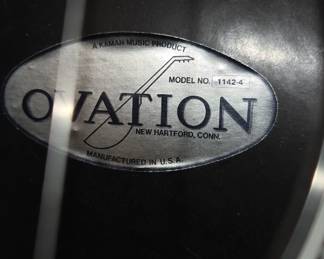 A KAMAN MUSIC PRODUCT
MODEL NO. 1142-4
OVATION
NEW HARTFORD, CONN.
MANUFACTURED IN U.S.A.